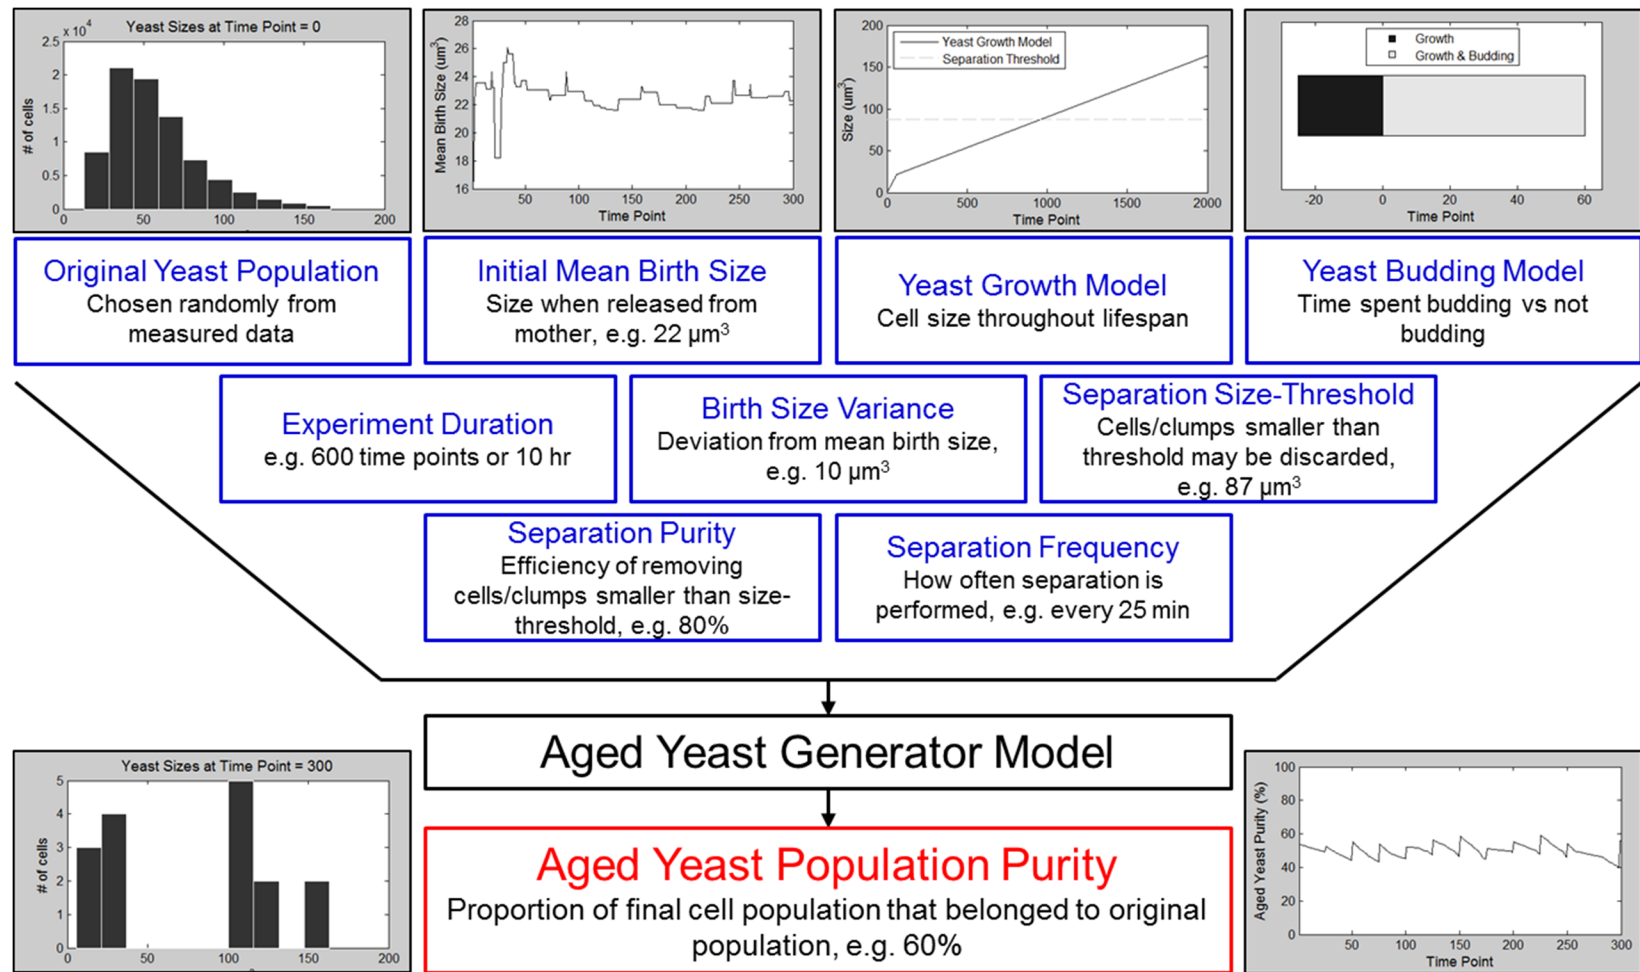 Yeast Sizes at Time Point = 0
x 10^4
2.5
2
1.5
1
0.5
0
# of cells
0 50 100 150 200
28
26
24
22
20
18
16
Mean Birth Size (um³)
50 100 150 200 250 300
Time Point
200
150
100
50
0
Size (um³)
Yeast Growth Model
Separation Threshold
0 500 1000 1500 2000
Time Point
Growth
Growth & Budding
-20 0 20 40 60
Time Point
Original Yeast Population
Chosen randomly from
measured data
Initial Mean Birth Size
Size when released from
mother, e.g. 22 µm³
Yeast Growth Model
Cell size throughout lifespan
Yeast Budding Model
Time spent budding vs not
budding
Experiment Duration
e.g. 600 time points or 10 hr
Birth Size Variance
Deviation from mean birth size,
e.g. 10 µm³
Separation Size-Threshold
Cells/clumps smaller than
threshold may be discarded,
e.g. 87 µm³
Separation Purity
Efficiency of removing
cells/clumps smaller than size-
threshold, e.g. 80%
Separation Frequency
How often separation is
performed, e.g. every 25 min
Aged Yeast Generator Model
Yeast Sizes at Time Point = 300
5
4
3
2
1
0
# of cells
0 50 100 150 200
Aged Yeast Population Purity
Proportion of final cell population that belonged to original
population, e.g. 60%
100
80
60
40
20
0
Aged Yeast Purity (%)
50 100 150 200 250 300
Time Point